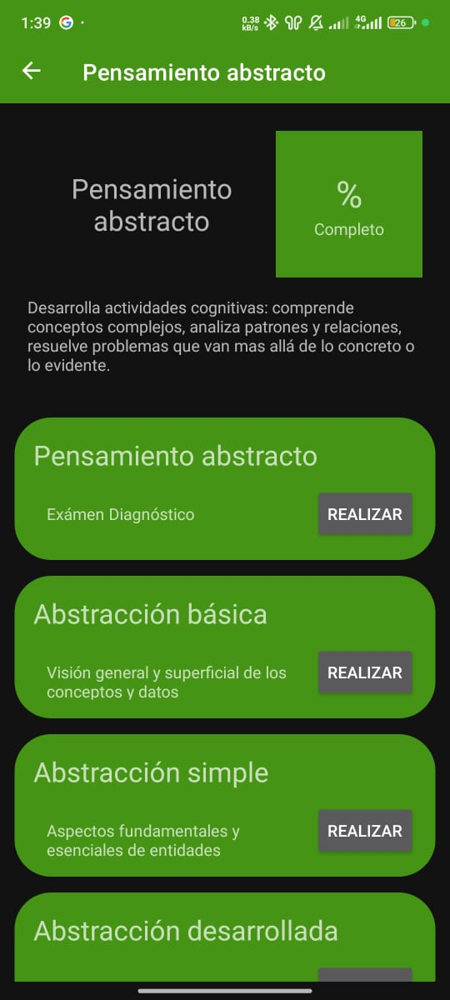 1:39
0.38
kB/s
4G
26
Pensamiento abstracto
Pensamiento
abstracto
%
Completo
Desarrolla actividades cognitivas: comprende
conceptos complejos, analiza patrones y relaciones,
resuelve problemas que van mas allá de lo concreto o
lo evidente.
Pensamiento abstracto
Exámen Diagnóstico
REALIZAR
Abstracción básica
Visión general y superficial de los
conceptos y datos
REALIZAR
Abstracción simple
Aspectos fundamentales y
esenciales de entidades
REALIZAR
Abstracción desarrollada